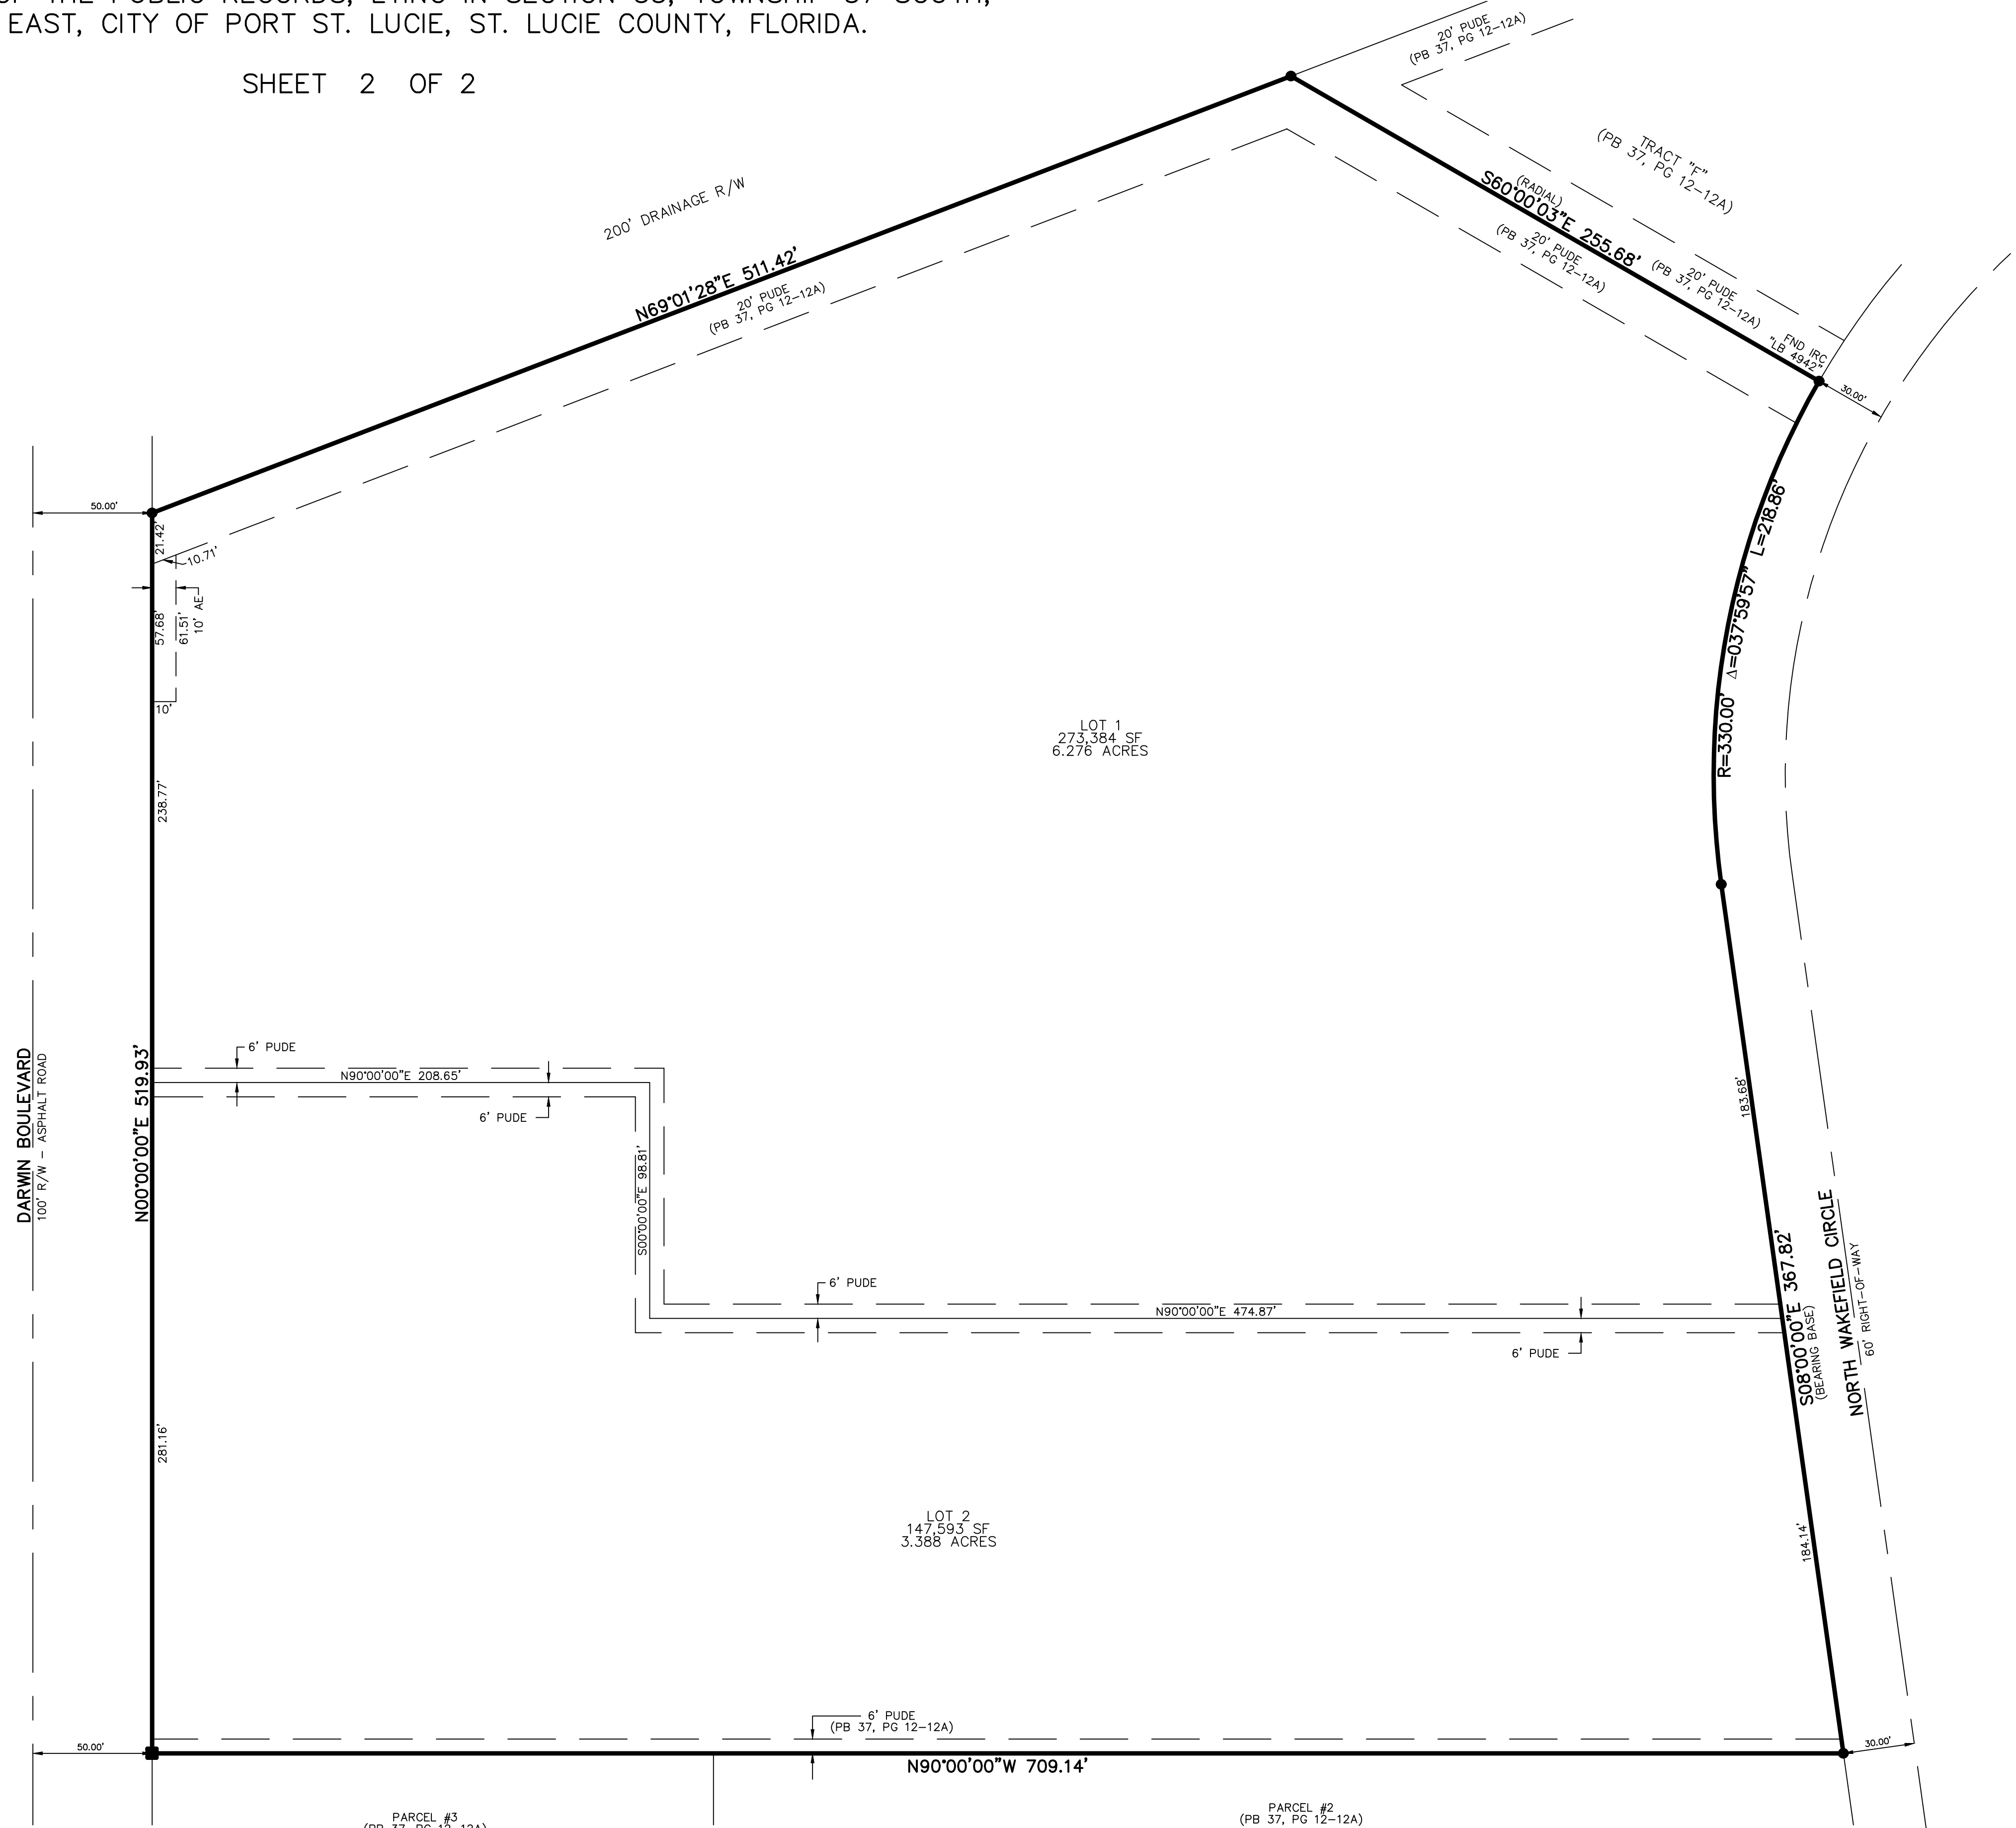 EAST, CITY OF PORT ST. LUCIE, ST. LUCIE COUNTY, FLORIDA.
SHEET 2 OF 2
20' PUDE
(PB 37, PG 12-12A)
TRACT "F"
(PB 37, PG 12-12A)
200' DRAINAGE R/W
N69°01'28"E 511.42'
20' PUDE
(PB 37, PG 12-12A)
(RADIAL)
S60°00'03"E 255.68'
20' PUDE
(PB 37, PG 12-12A)
20' PUDE
(PB 37, PG 12-12A)
FND IRC
"LB 4942"
30.00'
50.00'
21.42'
10.71'
57.68'
61.51'
10' AE
10'
238.77'
R=330.00' Δ=037°59'57" L=218.86'
LOT 1
273,384 SF
6.276 ACRES
DARWIN BOULEVARD
100' R/W - ASPHALT ROAD
N00°00'00"E 519.93'
6' PUDE
N90°00'00"E 208.65'
6' PUDE
S00°00'00"E 98.81'
183.68'
6' PUDE
N90°00'00"E 474.87'
6' PUDE
S08°00'00"E 367.82'
(BEARING BASE)
NORTH WAKEFIELD CIRCLE
60' RIGHT-OF-WAY
281.16'
LOT 2
147,593 SF
3.388 ACRES
184.14'
6' PUDE
(PB 37, PG 12-12A)
50.00'
30.00'
N90°00'00"W 709.14'
PARCEL #3
(PB 37, PG 12-12A)
PARCEL #2
(PB 37, PG 12-12A)